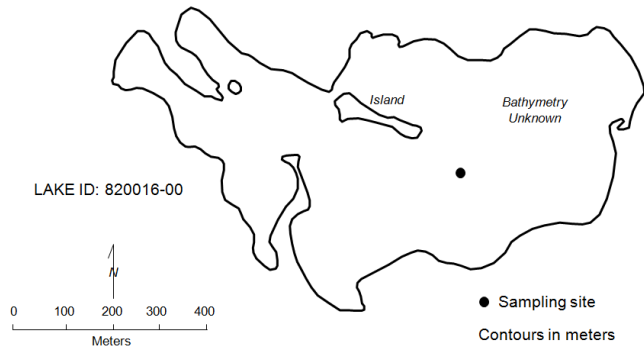 Island
Bathymetry
Unknown
LAKE ID: 820016-00
N
0 100 200 300 400
Meters
Sampling site
Contours in meters